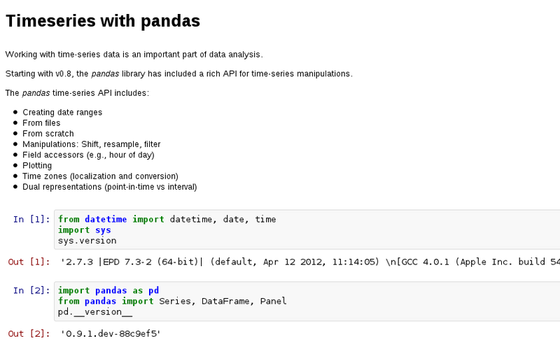 Timeseries with pandas
Working with time-series data is an important part of data analysis.
Starting with v0.8, the pandas library has included a rich API for time-series manipulations.
The pandas time-series API includes:
● Creating date ranges
● From files
● From scratch
● Manipulations: Shift, resample, filter
● Field accessors (e.g., hour of day)
● Plotting
● Time zones (localization and conversion)
● Dual representations (point-in-time vs interval)
In [1]: from datetime import datetime, date, time
import sys
sys.version
Out [1]: '2.7.3 |EPD 7.3-2 (64-bit)| (default, Apr 12 2012, 11:14:05) \n[GCC 4.0.1 (Apple Inc. build 54
In [2]: import pandas as pd
from pandas import Series, DataFrame, Panel
pd.__version__
Out [2]: '0.9.1.dev-88c9ef5'